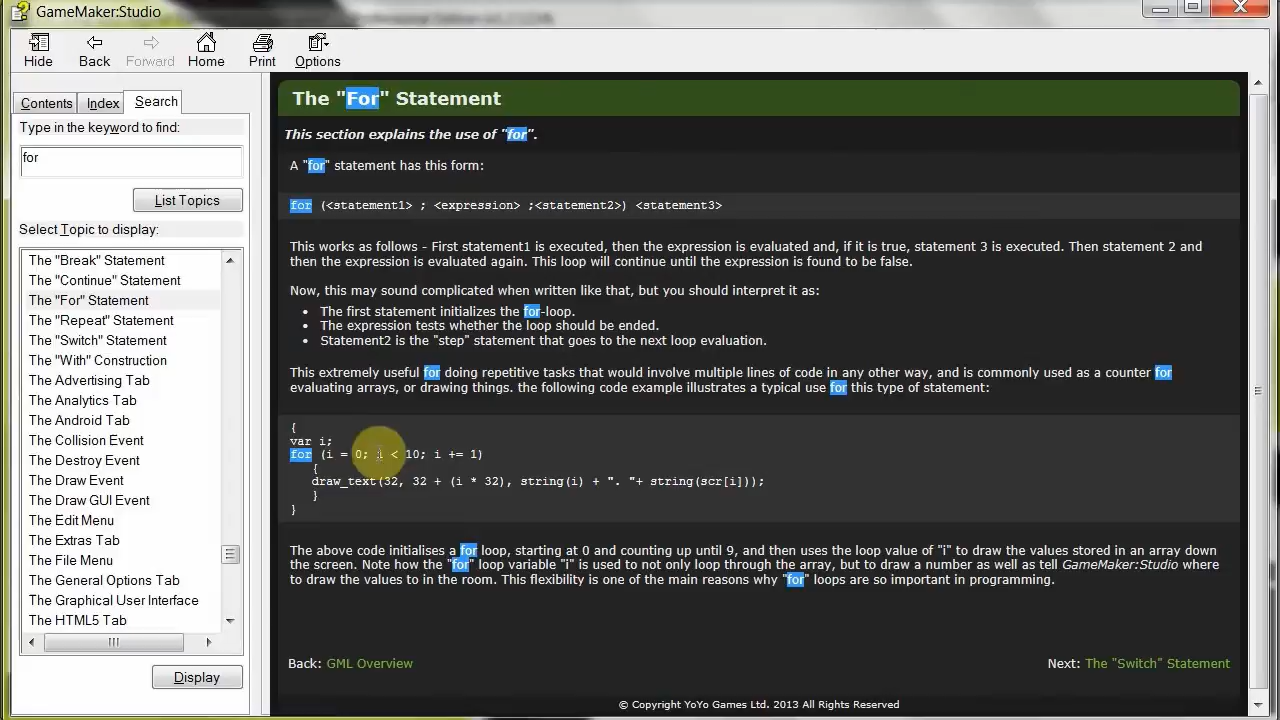 GameMaker:Studio
Hide Back Forward Home Print Options
Contents Index Search
Type in the keyword to find:
for
List Topics
Select Topic to display:
The "Break" Statement
The "Continue" Statement
The "For" Statement
The "Repeat" Statement
The "Switch" Statement
The "With" Construction
The Advertising Tab
The Analytics Tab
The Android Tab
The Collision Event
The Destroy Event
The Draw Event
The Draw GUI Event
The Edit Menu
The Extras Tab
The File Menu
The General Options Tab
The Graphical User Interface
The HTML5 Tab
Display
The "For" Statement
This section explains the use of "for".
A "for" statement has this form:
for (<statement1> ; <expression> ;<statement2>) <statement3>
This works as follows - First statement1 is executed, then the expression is evaluated and, if it is true, statement 3 is executed. Then statement 2 and
then the expression is evaluated again. This loop will continue until the expression is found to be false.
Now, this may sound complicated when written like that, but you should interpret it as:
• The first statement initializes the for-loop.
• The expression tests whether the loop should be ended.
• Statement2 is the "step" statement that goes to the next loop evaluation.
This extremely useful for doing repetitive tasks that would involve multiple lines of code in any other way, and is commonly used as a counter for
evaluating arrays, or drawing things. the following code example illustrates a typical use for this type of statement:
{
var i;
for (i = 0; i < 10; i += 1)
{
draw_text(32, 32 + (i * 32), string(i) + ". "+ string(scr[i]));
}
}
The above code initialises a for loop, starting at 0 and counting up until 9, and then uses the loop value of "i" to draw the values stored in an array down
the screen. Note how the "for" loop variable "i" is used to not only loop through the array, but to draw a number as well as tell GameMaker:Studio where
to draw the values to in the room. This flexibility is one of the main reasons why "for" loops are so important in programming.
Back: GML Overview
Next: The "Switch" Statement
© Copyright YoYo Games Ltd. 2013 All Rights Reserved